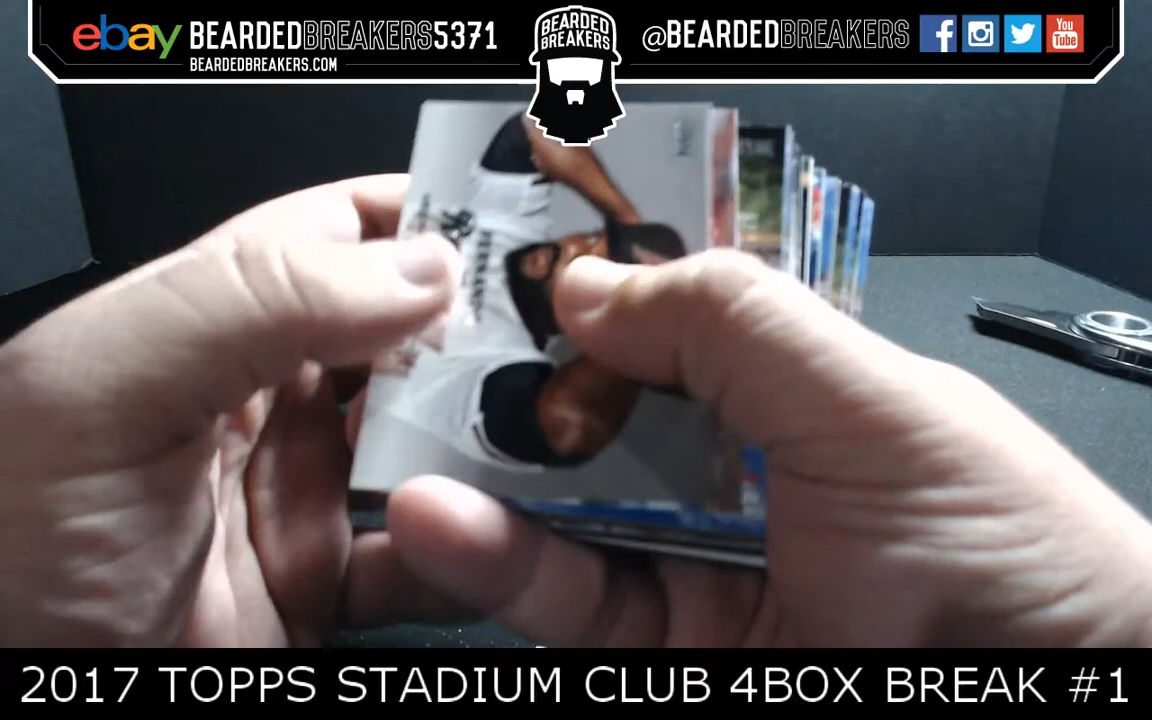 ebay BEARDEDBREAKERS5371
BEARDEDBREAKERS.COM
BEARDED
BREAKERS
@BEARDEDBREAKERS
You
Tube
2017 TOPPS STADIUM CLUB 4BOX BREAK #1